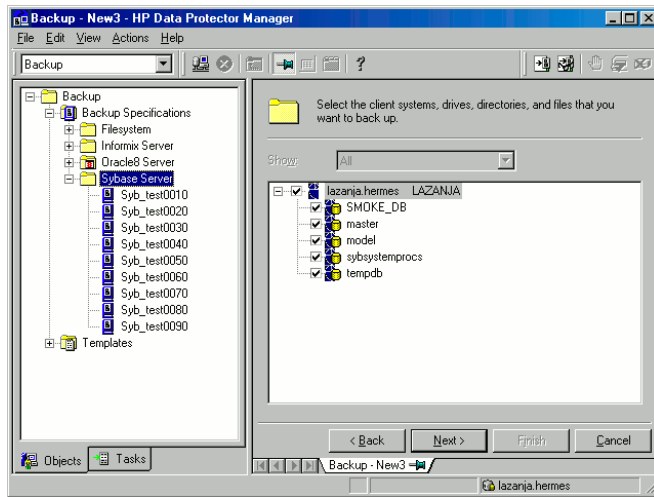 Backup - New3 - HP Data Protector Manager
File Edit View Actions Help
Backup
Backup
Backup Specifications
Filesystem
Informix Server
Oracle8 Server
Sybase Server
Syb_test0010
Syb_test0020
Syb_test0030
Syb_test0040
Syb_test0050
Syb_test0060
Syb_test0070
Syb_test0080
Syb_test0090
Templates
Objects Tasks
Select the client systems, drives, directories, and files that you
want to back up.
Show: All
lazanja.hermes LAZANJA
SMOKE_DB
master
model
sybsystemprocs
tempdb
< Back Next > Finish Cancel
Backup - New3
lazanja.hermes